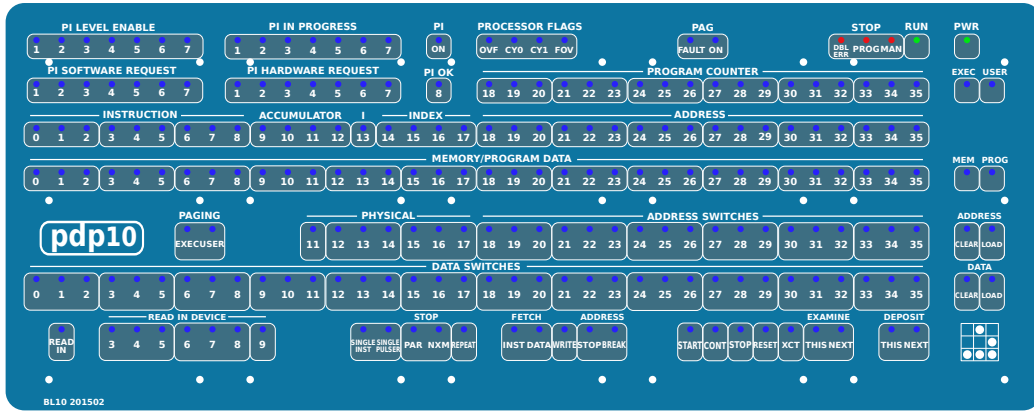 PI LEVEL ENABLE PI IN PROGRESS PI PROCESSOR FLAGS PAG STOP RUN PWR
1 2 3 4 5 6 7 1 2 3 4 5 6 7 ON OVF CY0 CY1 FOV FAULT ON DBL ERR PROG MAN
PI SOFTWARE REQUEST PI HARDWARE REQUEST PI OK PROGRAM COUNTER EXEC USER
1 2 3 4 5 6 7 1 2 3 4 5 6 7 8 18 19 20 21 22 23 24 25 26 27 28 29 30 31 32 33 34 35
INSTRUCTION ACCUMULATOR I INDEX ADDRESS
0 1 2 3 4 5 6 7 8 9 10 11 12 13 14 15 16 17 18 19 20 21 22 23 24 25 26 27 28 29 30 31 32 33 34 35
MEMORY/PROGRAM DATA MEM PROG
0 1 2 3 4 5 6 7 8 9 10 11 12 13 14 15 16 17 18 19 20 21 22 23 24 25 26 27 28 29 30 31 32 33 34 35
PAGING PHYSICAL ADDRESS SWITCHES ADDRESS
pdp10 EXEC USER 11 12 13 14 15 16 17 18 19 20 21 22 23 24 25 26 27 28 29 30 31 32 33 34 35 CLEAR LOAD
DATA SWITCHES DATA
0 1 2 3 4 5 6 7 8 9 10 11 12 13 14 15 16 17 18 19 20 21 22 23 24 25 26 27 28 29 30 31 32 33 34 35 CLEAR LOAD
READ IN DEVICE STOP FETCH ADDRESS EXAMINE DEPOSIT
READ IN 3 4 5 6 7 8 9 SINGLE INST SINGLE PULSER PAR NXM REPEAT INST DATA WRITE STOP BREAK START CONT STOP RESET XCT THIS NEXT THIS NEXT
BL10 201502